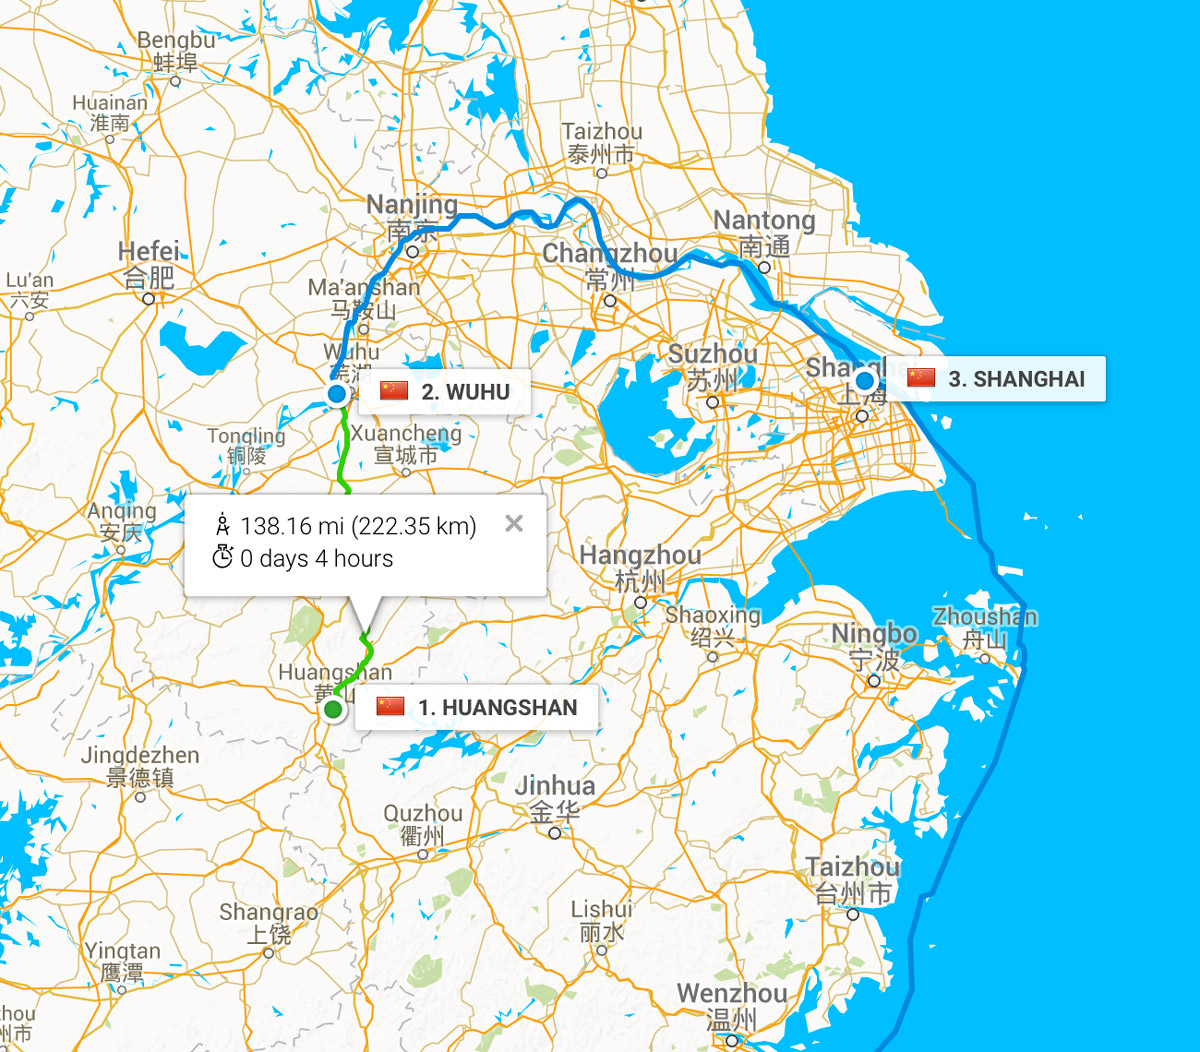 Bengbu
蚌埠
Huainan
淮南
Taizhou
泰州市
Nanjing
南京
Nantong
南通
Hefei
合肥
Changzhou
常州
Lu'an
六安
Ma'anshan
马鞍山
Wuhu
芜湖
Suzhou
苏州
Shangh
上海
3. SHANGHAI
2. WUHU
Tongling
铜陵
Xuancheng
宣城市
Anqing
安庆
138.16 mi (222.35 km)
0 days 4 hours
Hangzhou
杭州
Shaoxing
绍兴
Zhoushan
舟山
Ningbo
宁波
Huangshan
黄山
1. HUANGSHAN
Jingdezhen
景德镇
Jinhua
金华
Quzhou
衢州
Taizhou
台州市
Shangrao
上饶
Lishui
丽水
Yingtan
鹰潭
Wenzhou
温州
zhou
州市